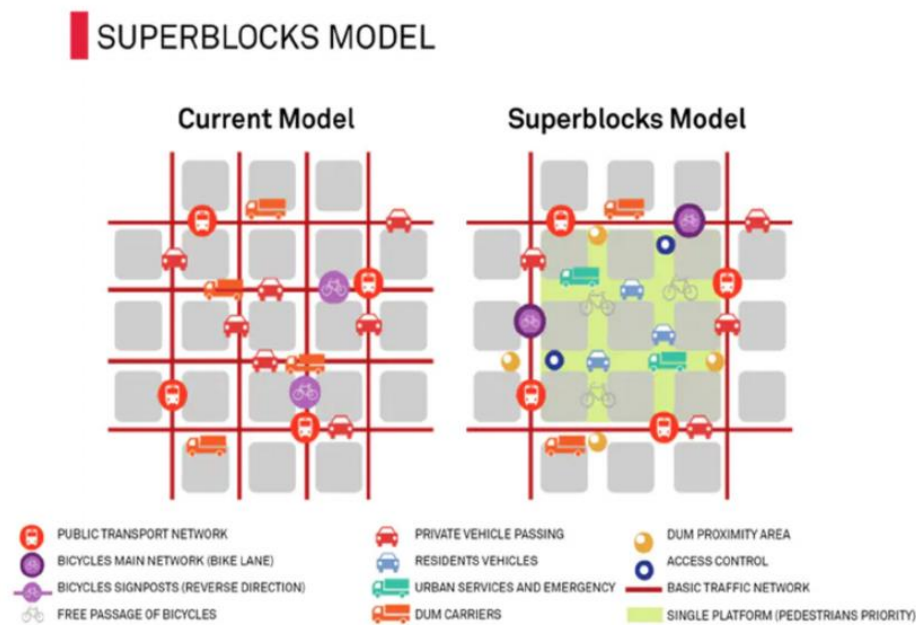 SUPERBLOCKS MODEL
Current Model
Superblocks Model
PUBLIC TRANSPORT NETWORK
BICYCLES MAIN NETWORK (BIKE LANE)
BICYCLES SIGNPOSTS (REVERSE DIRECTION)
FREE PASSAGE OF BICYCLES
PRIVATE VEHICLE PASSING
RESIDENTS VEHICLES
URBAN SERVICES AND EMERGENCY
DUM CARRIERS
DUM PROXIMITY AREA
ACCESS CONTROL
BASIC TRAFFIC NETWORK
SINGLE PLATFORM (PEDESTRIANS PRIORITY)